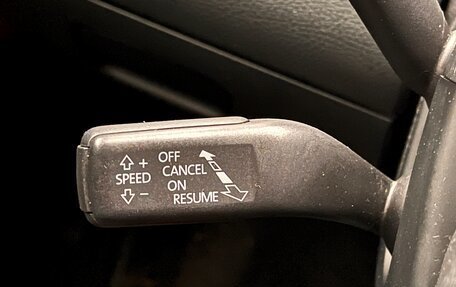 +
SPEED
–
OFF
CANCEL
ON
RESUME